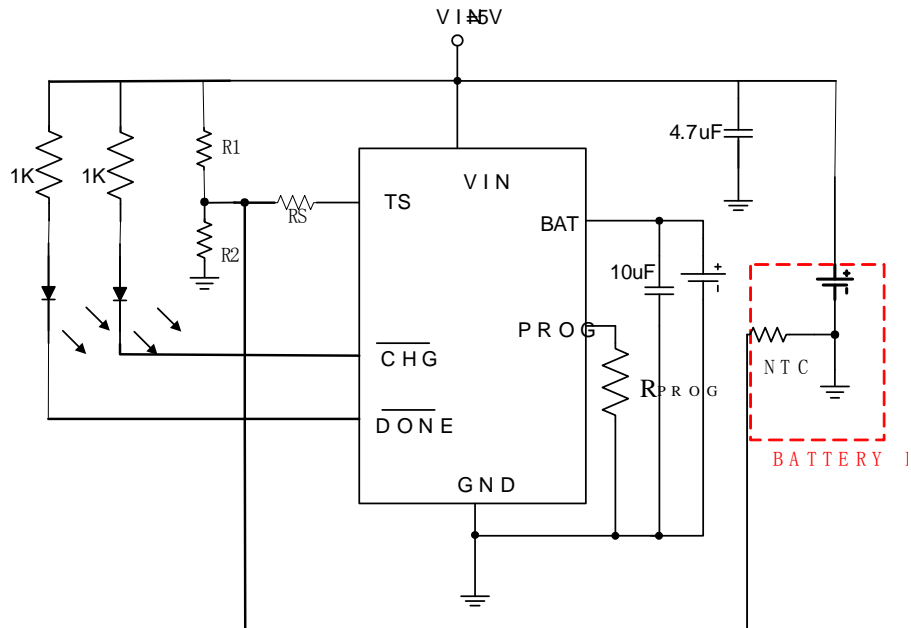 VIN=5V
4.7uF
R1
1K
1K
VIN
TS
RS
BAT
R2
10uF
+
+
PROG
CHG
NTC
RPROG
DONE
BATTERY
GND